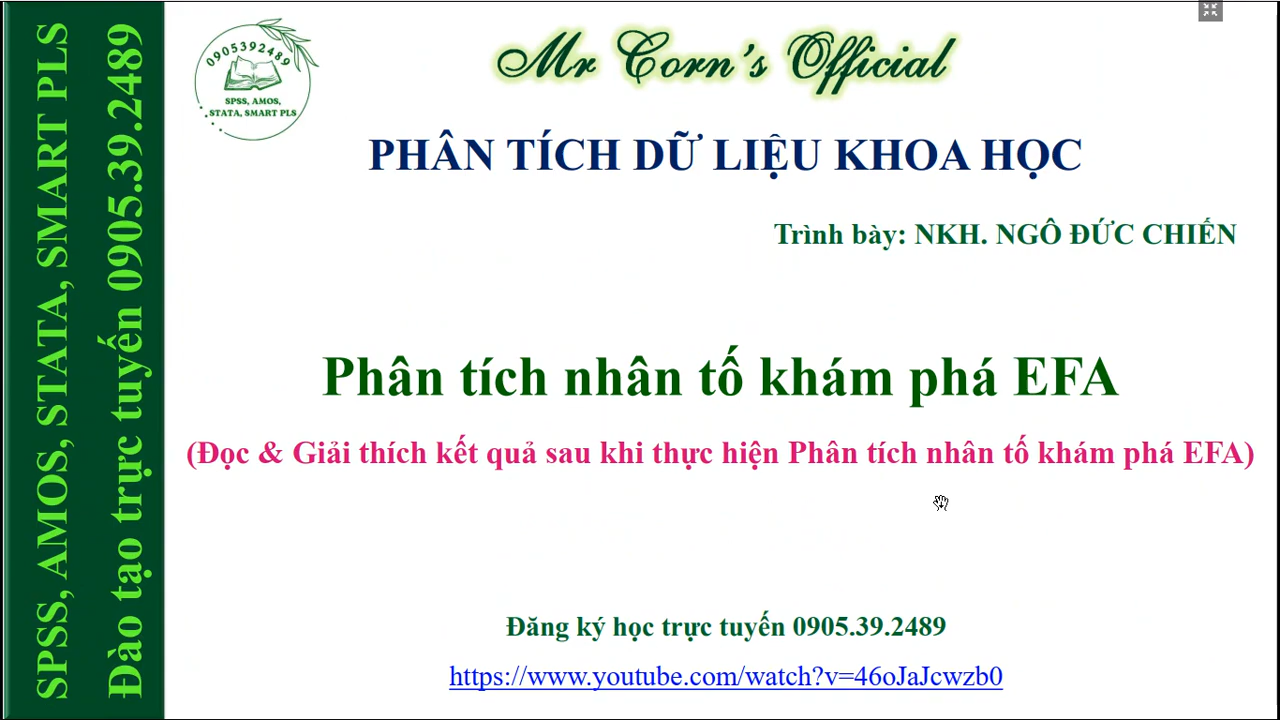 SPSS, AMOS, STATA, SMART PLS
Đào tạo trực tuyến 0905.39.2489
0905392489
SPSS, AMOS,
STATA, SMART PLS
Mr Corn's Official
PHÂN TÍCH DỮ LIỆU KHOA HỌC
Trình bày: NKH. NGÔ ĐỨC CHIẾN
Phân tích nhân tố khám phá EFA
(Đọc & Giải thích kết quả sau khi thực hiện Phân tích nhân tố khám phá EFA)
Đăng ký học trực tuyến 0905.39.2489
https://www.youtube.com/watch?v=46oJaJcwzb0